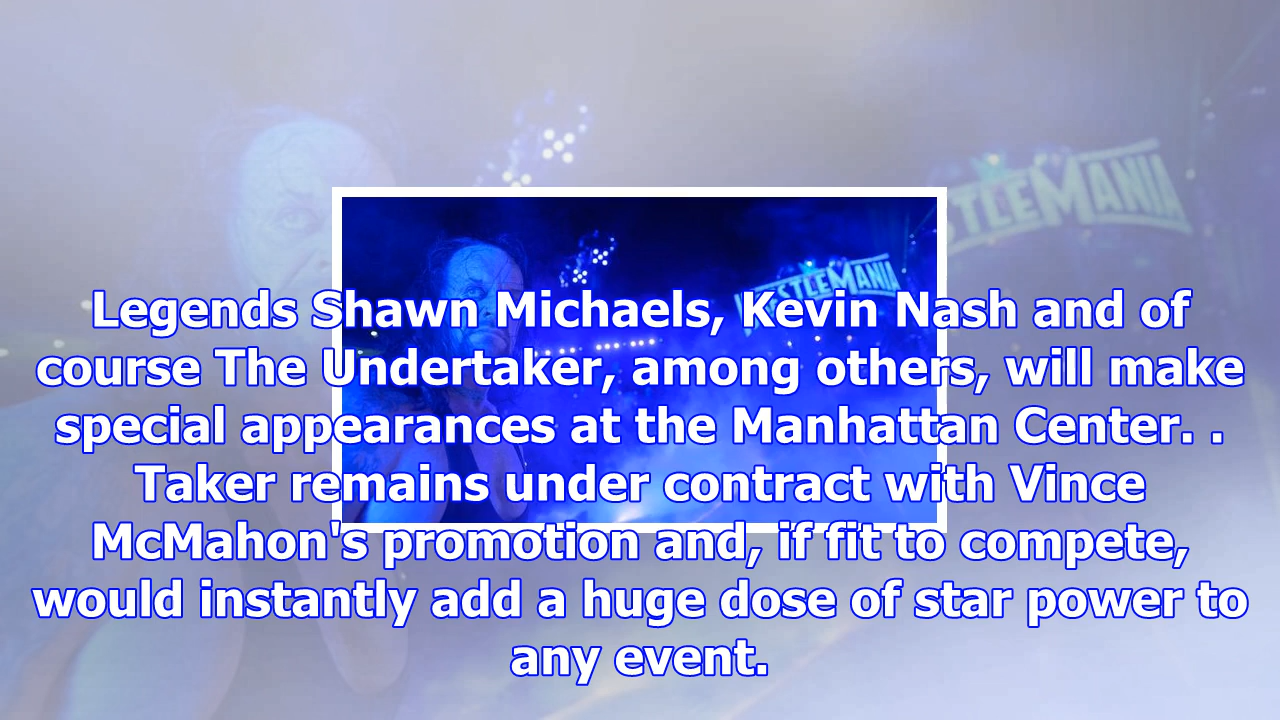 STLEMANIA
WRESTLEMANIA
Legends Shawn Michaels, Kevin Nash and of
course The Undertaker, among others, will make
special appearances at the Manhattan Center. .
Taker remains under contract with Vince
McMahon's promotion and, if fit to compete,
would instantly add a huge dose of star power to
any event.